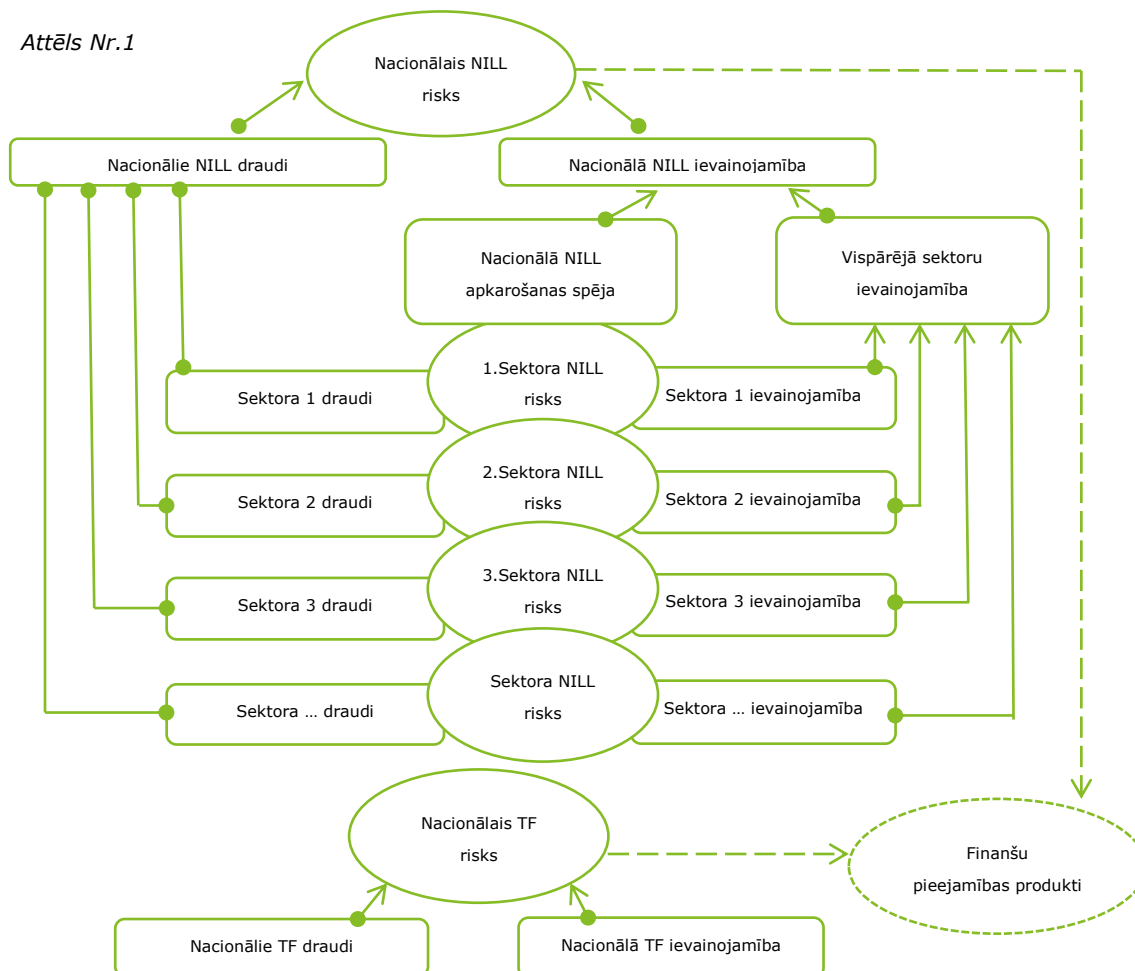 Attēls Nr.1
Nacionālais NILL
risks
Nacionālie NILL draudi
Nacionālā NILL ievainojamība
Nacionālā NILL
apkarošanas spēja
Vispārējā sektoru
ievainojamība
Sektora 1 draudi
1.Sektora NILL
risks
Sektora 1 ievainojamība
Sektora 2 draudi
2.Sektora NILL
risks
Sektora 2 ievainojamība
Sektora 3 draudi
3.Sektora NILL
risks
Sektora 3 ievainojamība
Sektora … draudi
Sektora NILL
risks
Sektora … ievainojamība
Nacionālais TF
risks
Finanšu
pieejamības produkti
Nacionālie TF draudi
Nacionālā TF ievainojamība